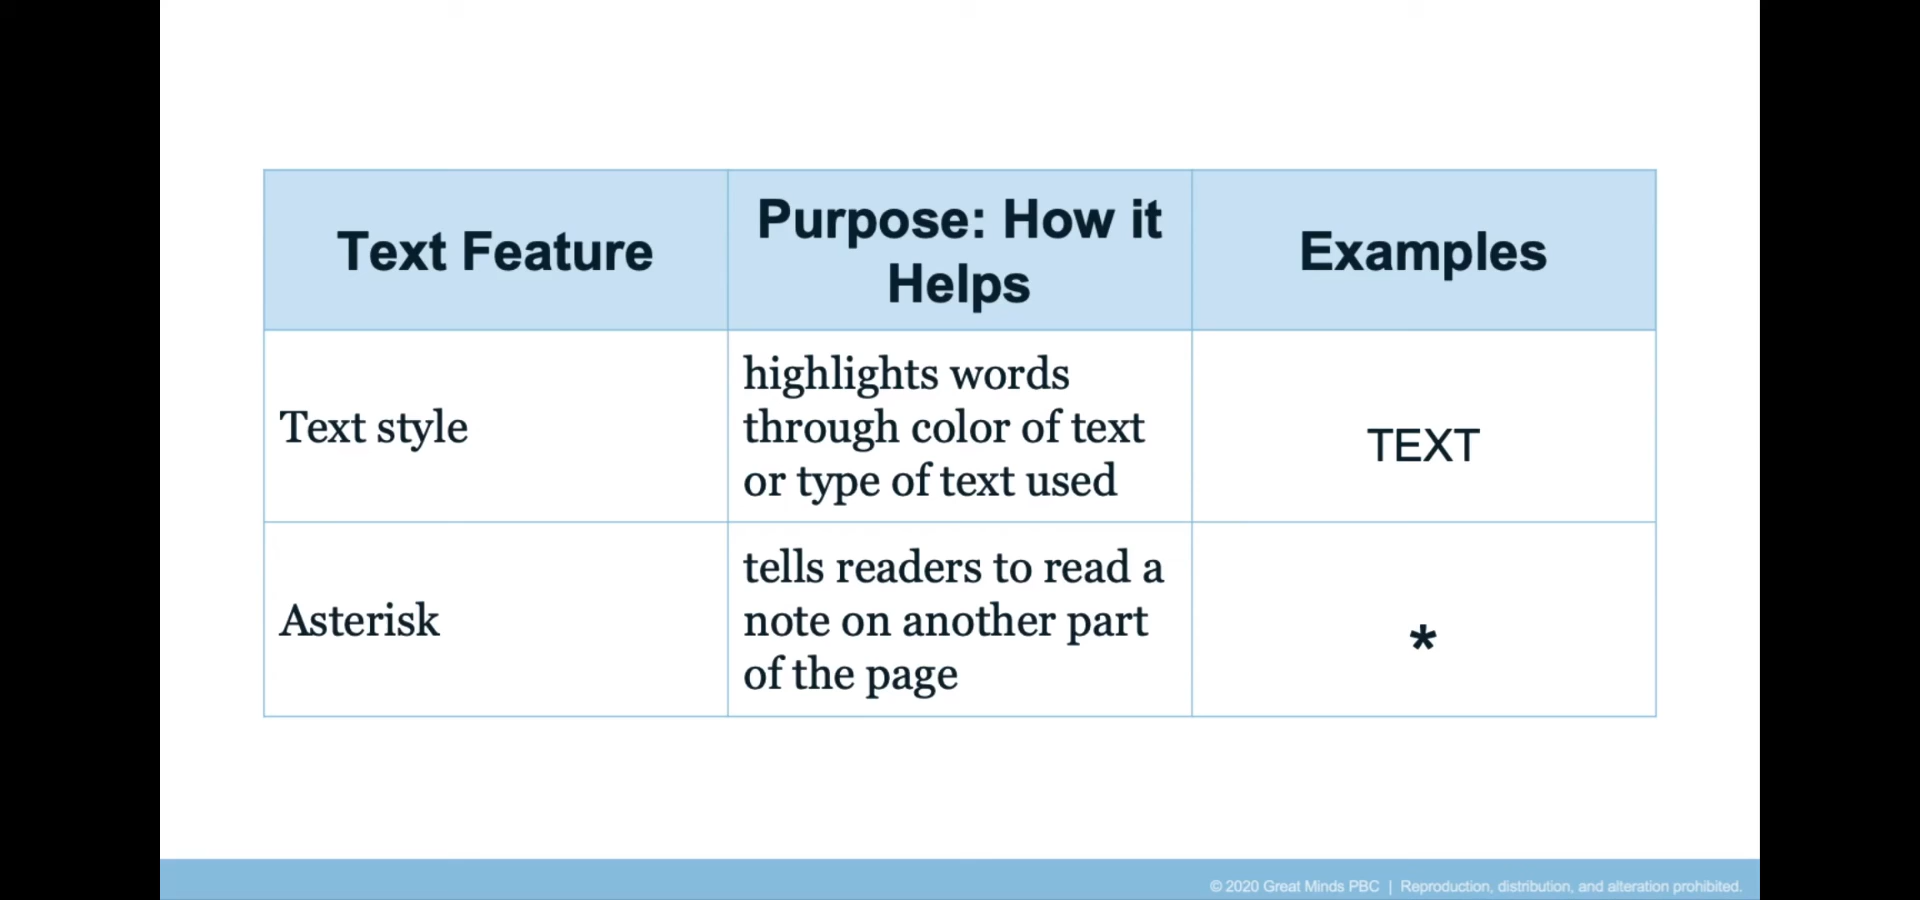 Text Feature
Purpose: How it
Helps
Examples
Text style
highlights words
through color of text
or type of text used
TEXT
Asterisk
tells readers to read a
note on another part
of the page
*
© 2020 Great Minds PBC | Reproduction, distribution, and alteration prohibited.